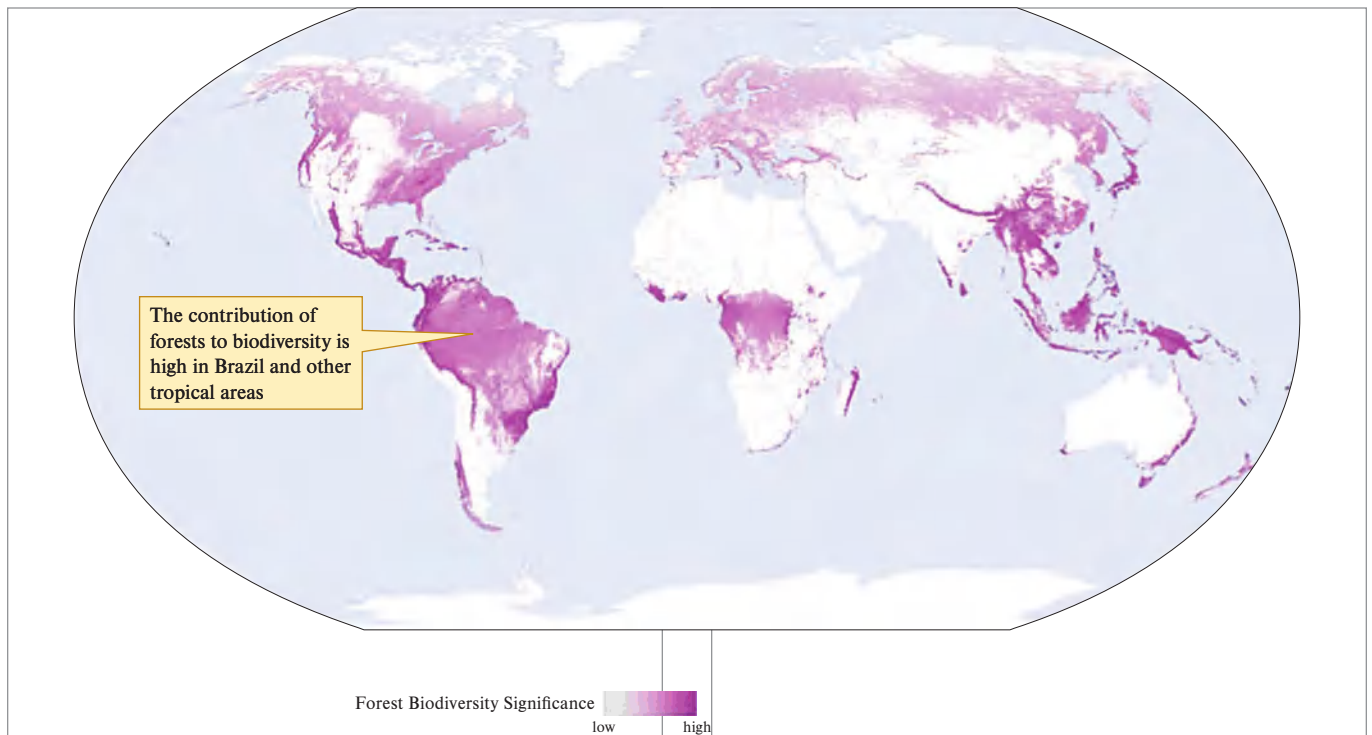 The contribution of
forests to biodiversity is
high in Brazil and other
tropical areas
Forest Biodiversity Significance
low high